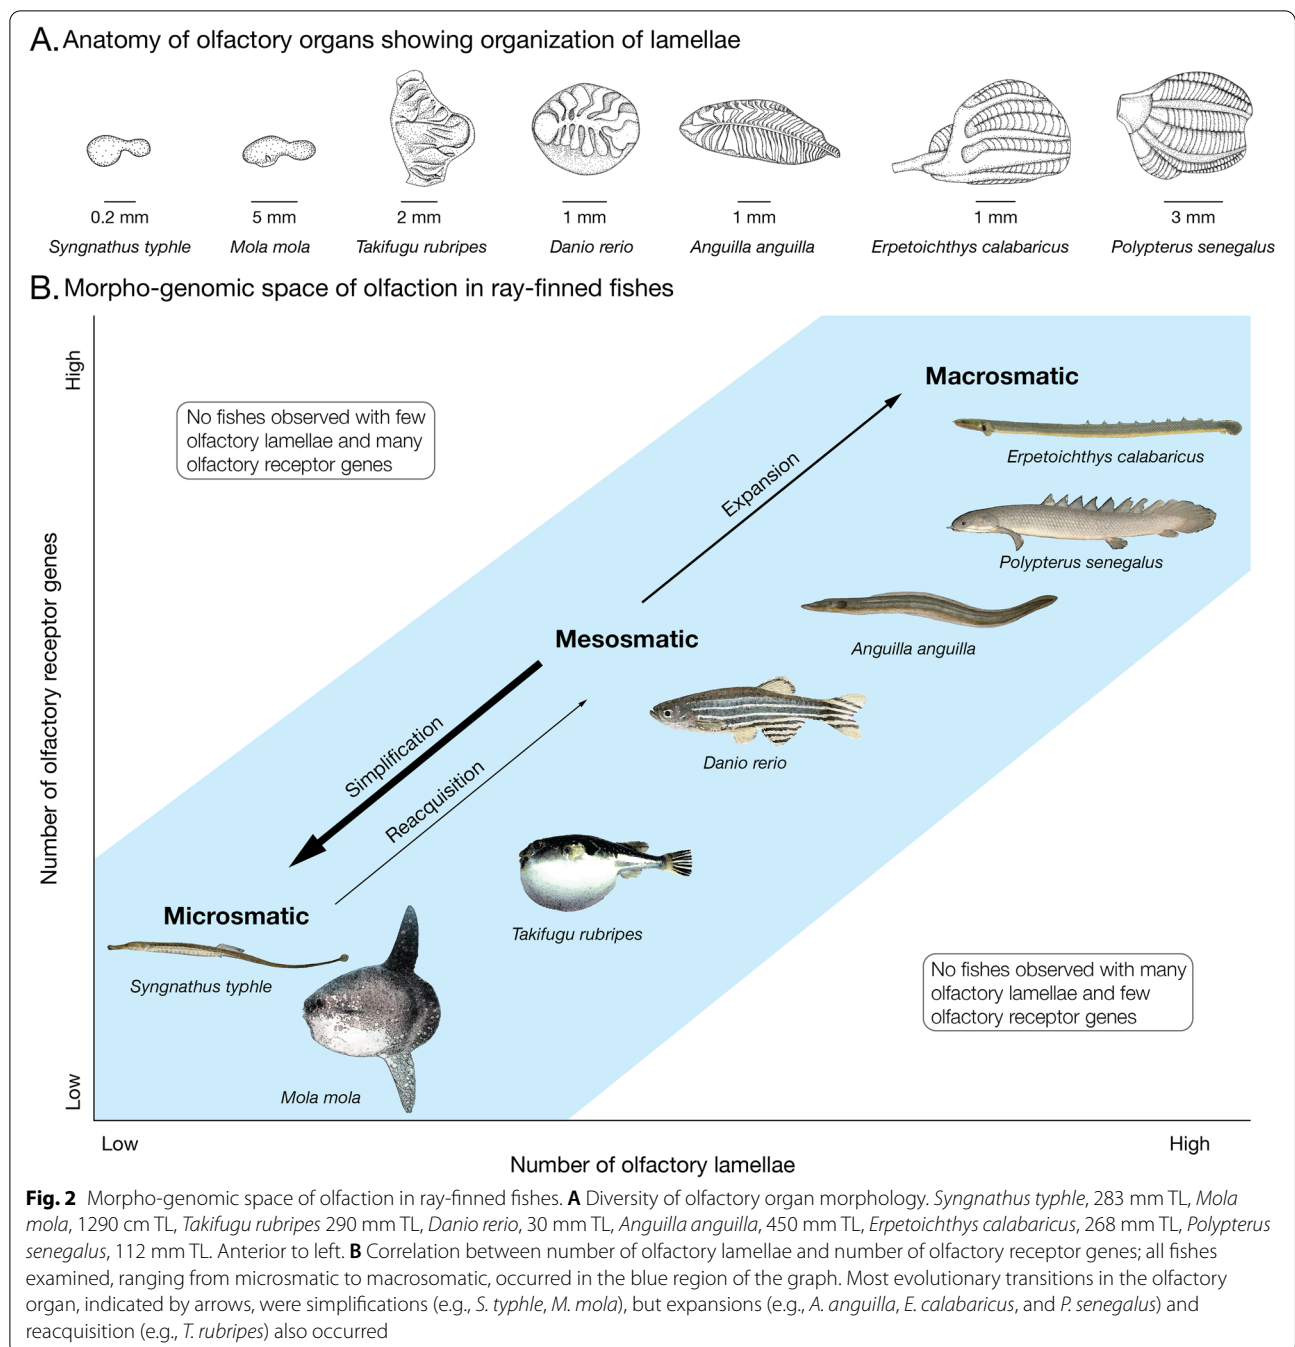 A. Anatomy of olfactory organs showing organization of lamellae
0.2 mm
5 mm
2 mm
1 mm
1 mm
1 mm
3 mm
Syngnathus typhle
Mola mola
Takifugu rubripes
Danio rerio
Anguilla anguilla
Erpetoichthys calabaricus
Polypterus senegalus
B. Morpho-genomic space of olfaction in ray-finned fishes
High
Number of olfactory receptor genes
Low
No fishes observed with few
olfactory lamellae and many
olfactory receptor genes
Macrosmatic
Erpetoichthys calabaricus
Expansion
Polypterus senegalus
Mesosmatic
Anguilla anguilla
Simplification
Reacquisition
Danio rerio
Microsmatic
Takifugu rubripes
Syngnathus typhle
Mola mola
No fishes observed with many
olfactory lamellae and few
olfactory receptor genes
Low
High
Number of olfactory lamellae
Fig. 2 Morpho-genomic space of olfaction in ray-finned fishes. A Diversity of olfactory organ morphology. Syngnathus typhle, 283 mm TL, Mola
mola, 1290 cm TL, Takifugu rubripes 290 mm TL, Danio rerio, 30 mm TL, Anguilla anguilla, 450 mm TL, Erpetoichthys calabaricus, 268 mm TL, Polypterus
senegalus, 112 mm TL. Anterior to left. B Correlation between number of olfactory lamellae and number of olfactory receptor genes; all fishes
examined, ranging from microsmatic to macrosomatic, occurred in the blue region of the graph. Most evolutionary transitions in the olfactory
organ, indicated by arrows, were simplifications (e.g., S. typhle, M. mola), but expansions (e.g., A. anguilla, E. calabaricus, and P. senegalus) and
reacquisition (e.g., T. rubripes) also occurred